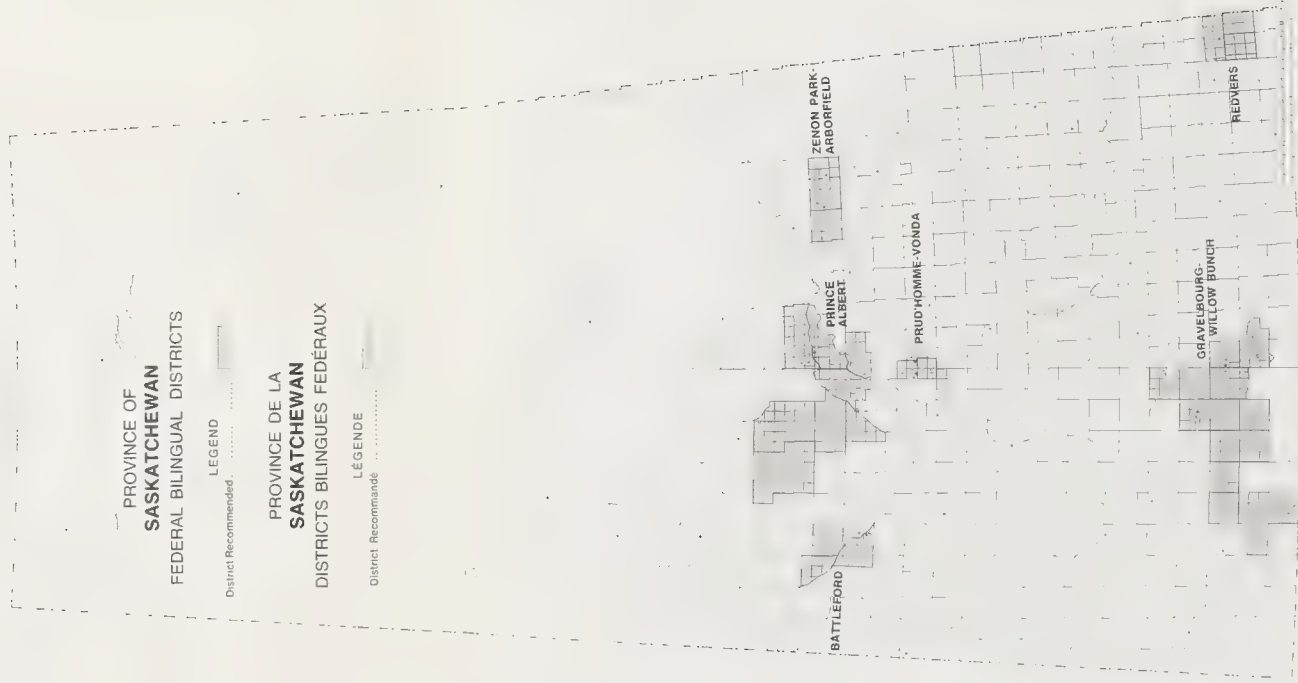 PROVINCE OF
SASKATCHEWAN
FEDERAL BILINGUAL DISTRICTS
LEGEND
District Recommended. ........ ......
PROVINCE DE LA
SASKATCHEWAN
DISTRICTS BILINGUES FEDÉRAUX
LÉGENDE
District Recommandé ...............
ZENON PARK-
ARBORFIELD
PRINCE
ALBERT
PRUD'HOMME-VONDA
BATTLEFORD
GRAVELBOURG-
WILLOW BUNCH
REDVERS